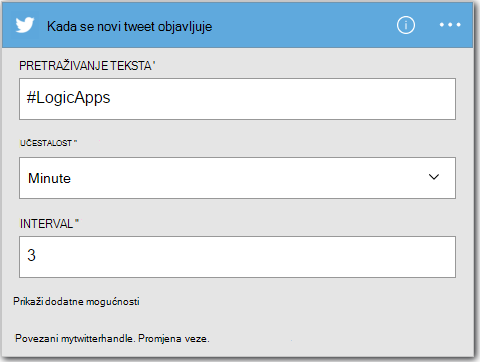 Kada se novi tweet objavljuje
PRETRAŽIVANJE TEKSTA*
#LogicApps
UČESTALOST*
Minute
INTERVAL*
3
Prikaži dodatne mogućnosti
Povezani mytwitterhandle. Promjena veze.